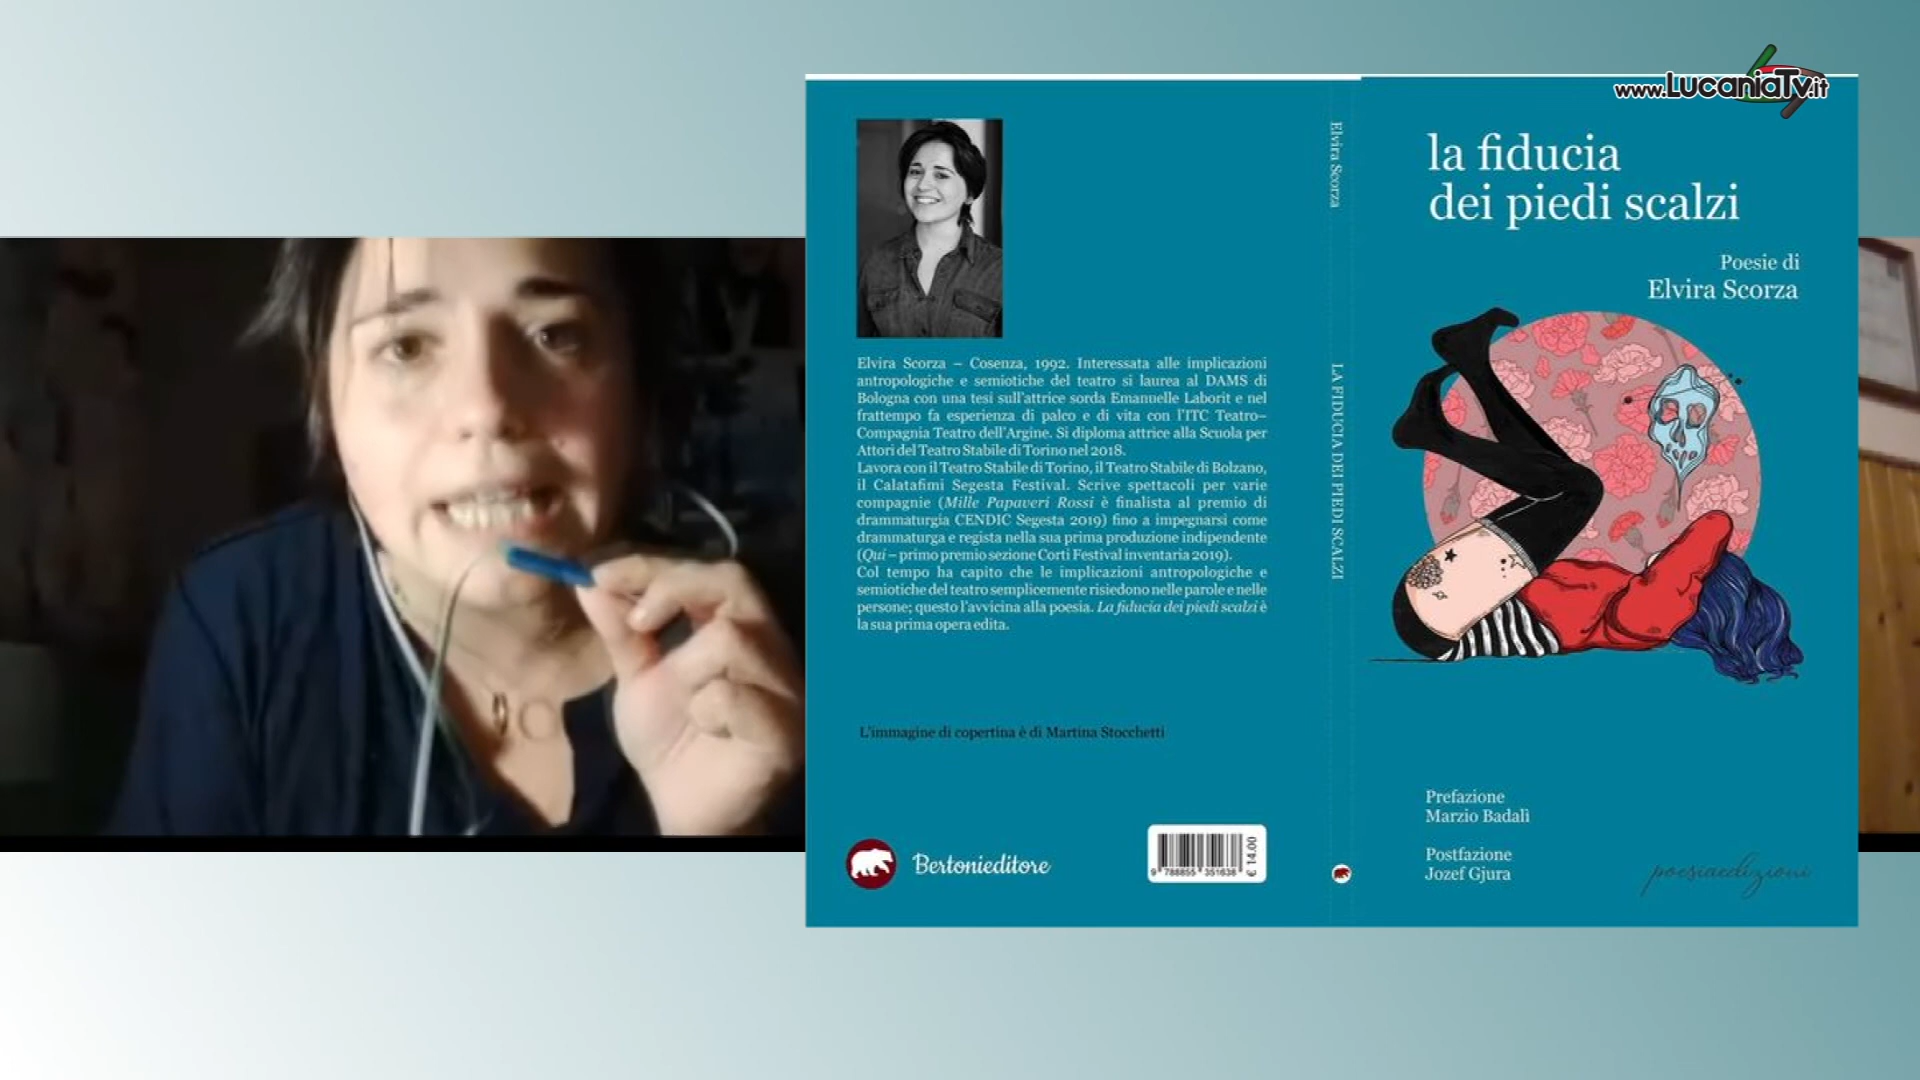 www.LucaniaTv.it
Elvira Scorza – Cosenza, 1992. Interessata alle implicazioni
antropologiche e semiotiche del teatro si laurea al DAMS di
Bologna con una tesi sull'attrice sorda Emanuelle Laborit e nel
frattempo fa esperienza di palco e di vita con l'ITC Teatro–
Compagnia Teatro dell'Argine. Si diploma attrice alla Scuola per
Attori del Teatro Stabile di Torino nel 2018.
Lavora con il Teatro Stabile di Torino, il Teatro Stabile di Bolzano,
il Calatafimi Segesta Festival. Scrive spettacoli per varie
compagnie (Mille Papaveri Rossi è finalista al premio di
drammaturgia CENDIC Segesta 2019) fino a impegnarsi come
drammaturga e regista nella sua prima produzione indipendente
(Qui – primo premio sezione Corti Festival inventaria 2019).
Col tempo ha capito che le implicazioni antropologiche e
semiotiche del teatro semplicemente risiedono nelle parole e nelle
persone; questo l'avvicina alla poesia. La fiducia dei piedi scalzi è
la sua prima opera edita.
L'immagine di copertina è di Martina Stocchetti
Bertonieditore
9 788855 351638
€ 14.00
Elvira Scorza
LA FIDUCIA DEI PIEDI SCALZI
la fiducia
dei piedi scalzi
Poesie di
Elvira Scorza
Prefazione
Marzio Badalì
Postfazione
Jozef Gjura
poesiaedizioni